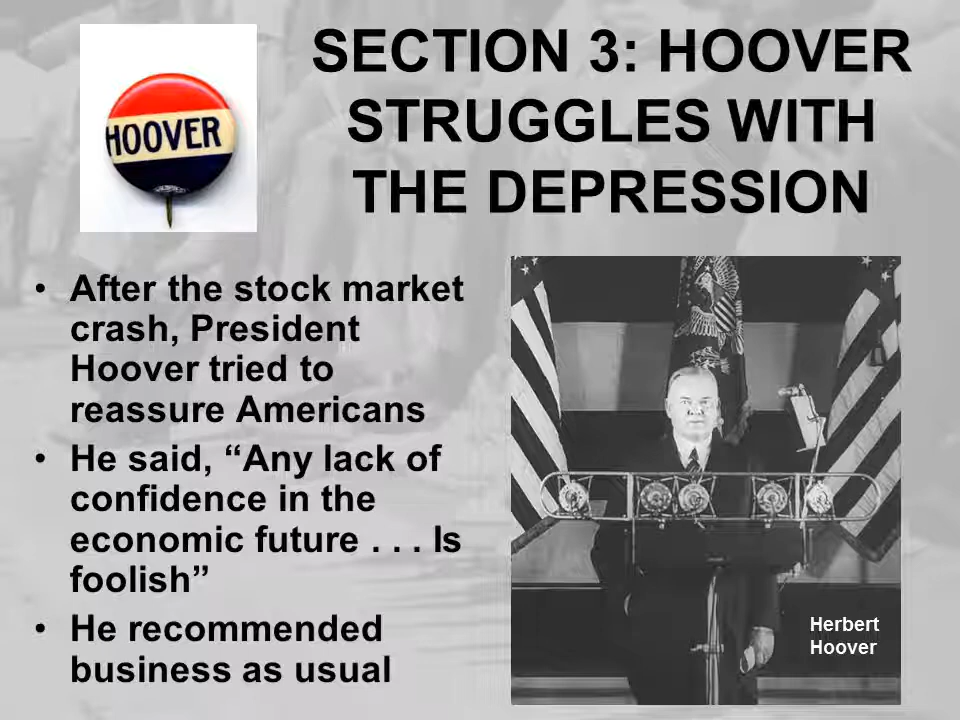 HOOVER
SECTION 3: HOOVER
STRUGGLES WITH
THE DEPRESSION
• After the stock market
crash, President
Hoover tried to
reassure Americans
• He said, “Any lack of
confidence in the
economic future . . . Is
foolish”
• He recommended
business as usual
Herbert
Hoover